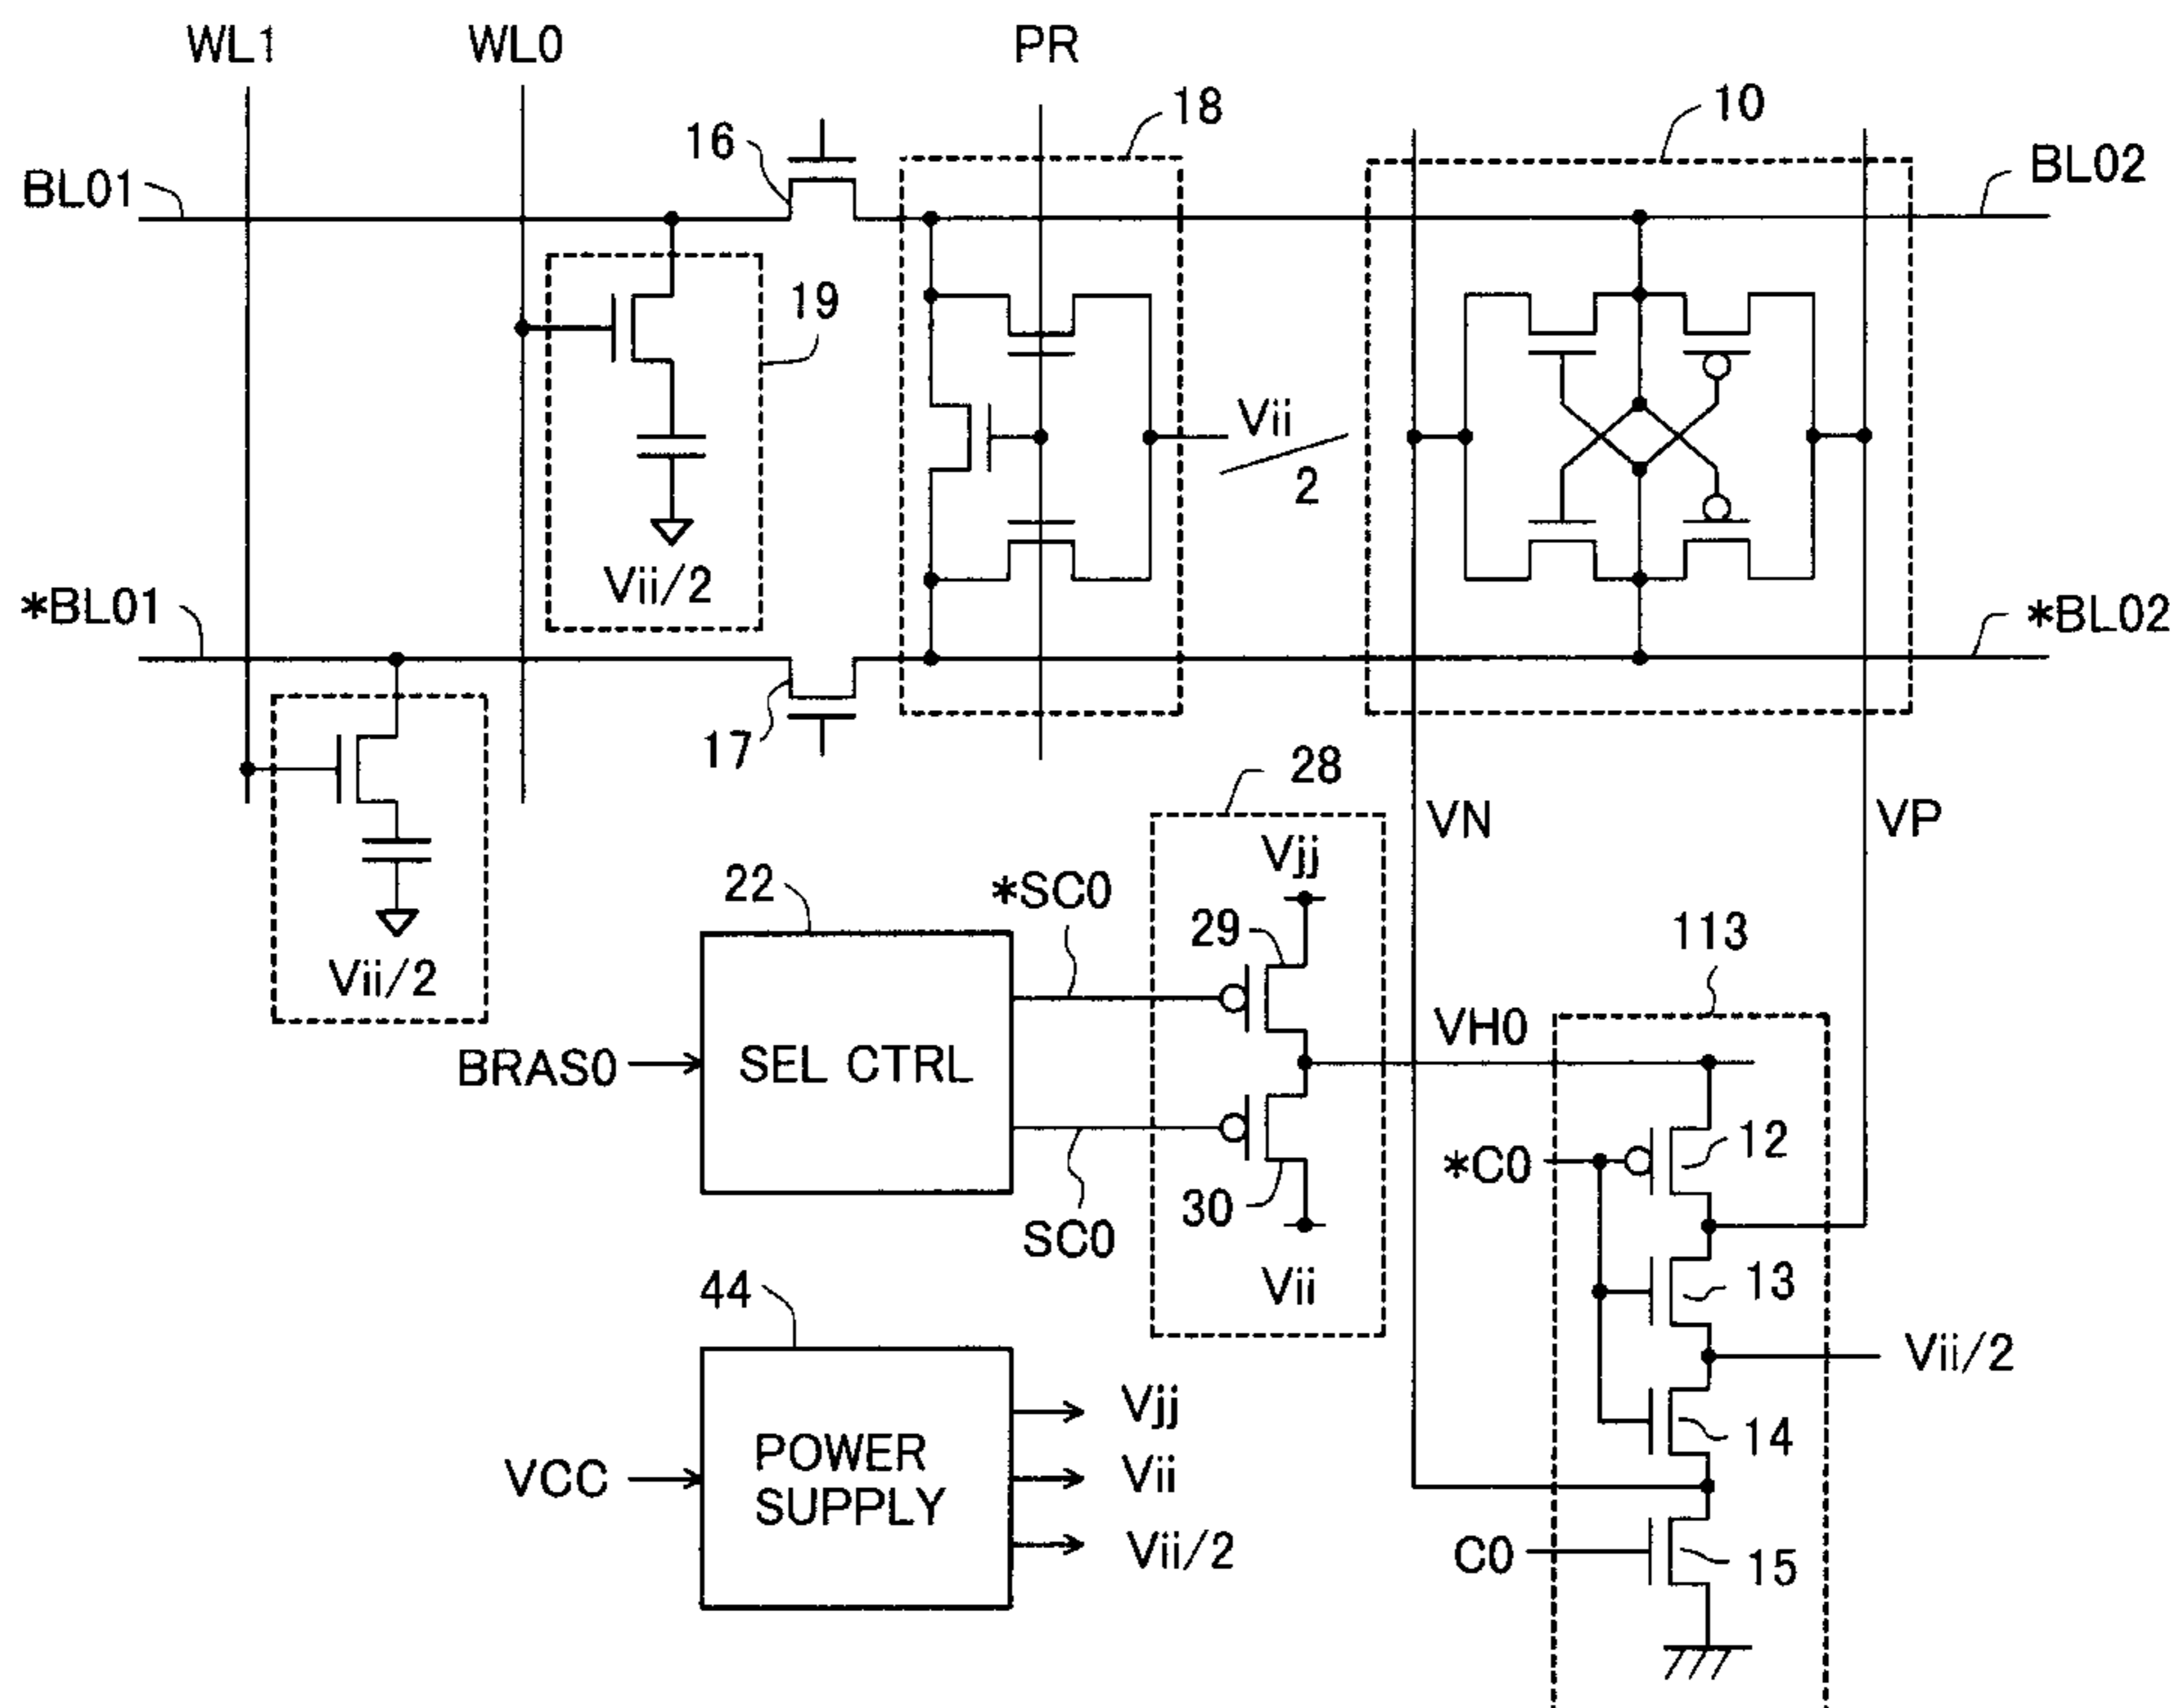 WL1
WL0
PR
18
10
16
BL01
BL02
19
Vii
2
Vii/2
*BL01
*BL02
17
28
VN
VP
Vjj
22
*SC0
29
113
Vii/2
VH0
BRAS0
SEL CTRL
12
*C0
30
SC0
13
Vii
44
Vii/2
Vjj
14
POWER
SUPPLY
VCC
Vii
Vii/2
C0
15